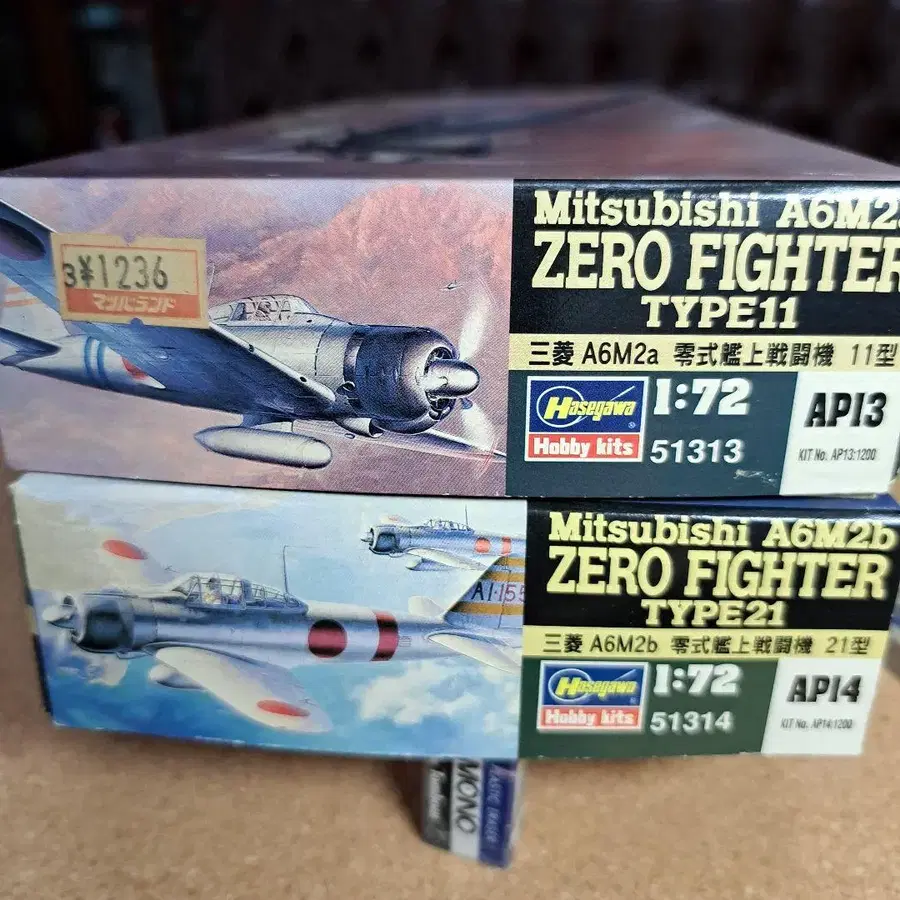 3¥1236
マツバランド
Mitsubishi A6M2a
ZERO FIGHTER
TYPE11
三菱 A6M2a 零式艦上戦闘機 11型
Hasegawa
Hobby kits
1:72
51313
AP13
KIT No. AP13:1200
Mitsubishi A6M2b
ZERO FIGHTER
TYPE21
AI-155
三菱 A6M2b 零式艦上戦闘機 21型
Hasegawa
Hobby kits
1:72
51314
AP14
KIT No. AP14:1200
MONO
PLASTIC ERASER